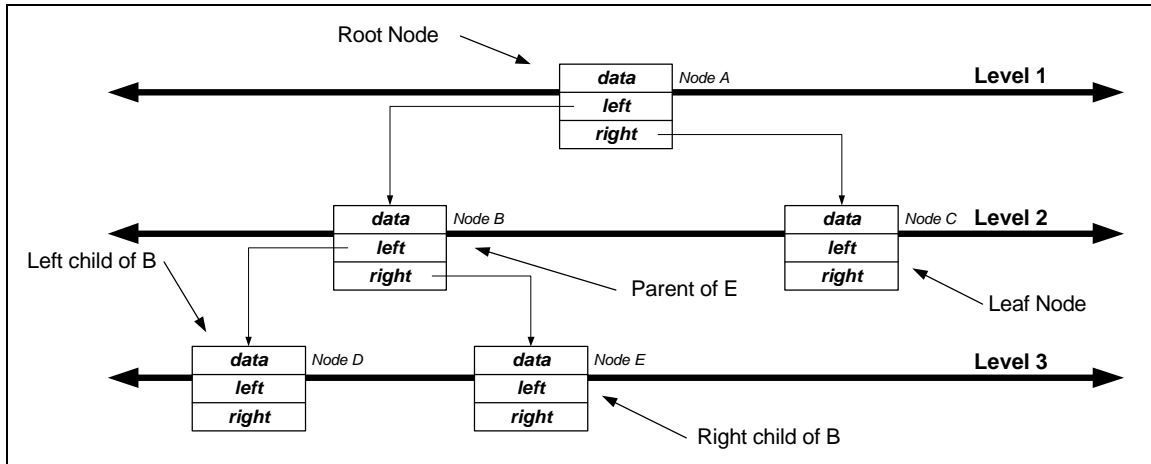 Root Node
data
Node A
Level 1
left
right
data
Node B
data
Node C
Level 2
left
left
Left child of B
right
Parent of E
right
Leaf Node
data
Node D
data
Node E
Level 3
left
left
right
right
Right child of B